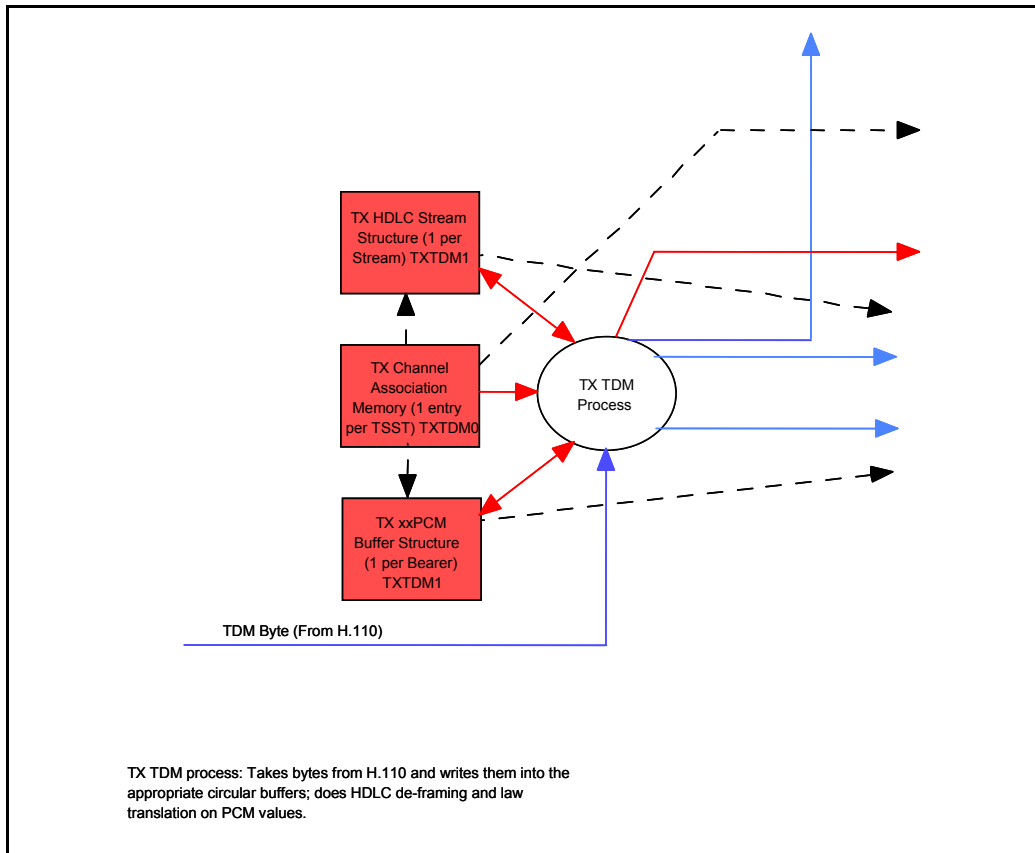 TX HDLC Stream
Structure (1 per
Stream) TXTDM1
TX Channel
Association
Memory (1 entry
per TSST) TXTDM0
TX TDM
Process
TX xxPCM
Buffer Structure
(1 per Bearer)
TXTDM1
TDM Byte (From H.110)
TX TDM process: Takes bytes from H.110 and writes them into the
appropriate circular buffers; does HDLC de-framing and law
translation on PCM values.